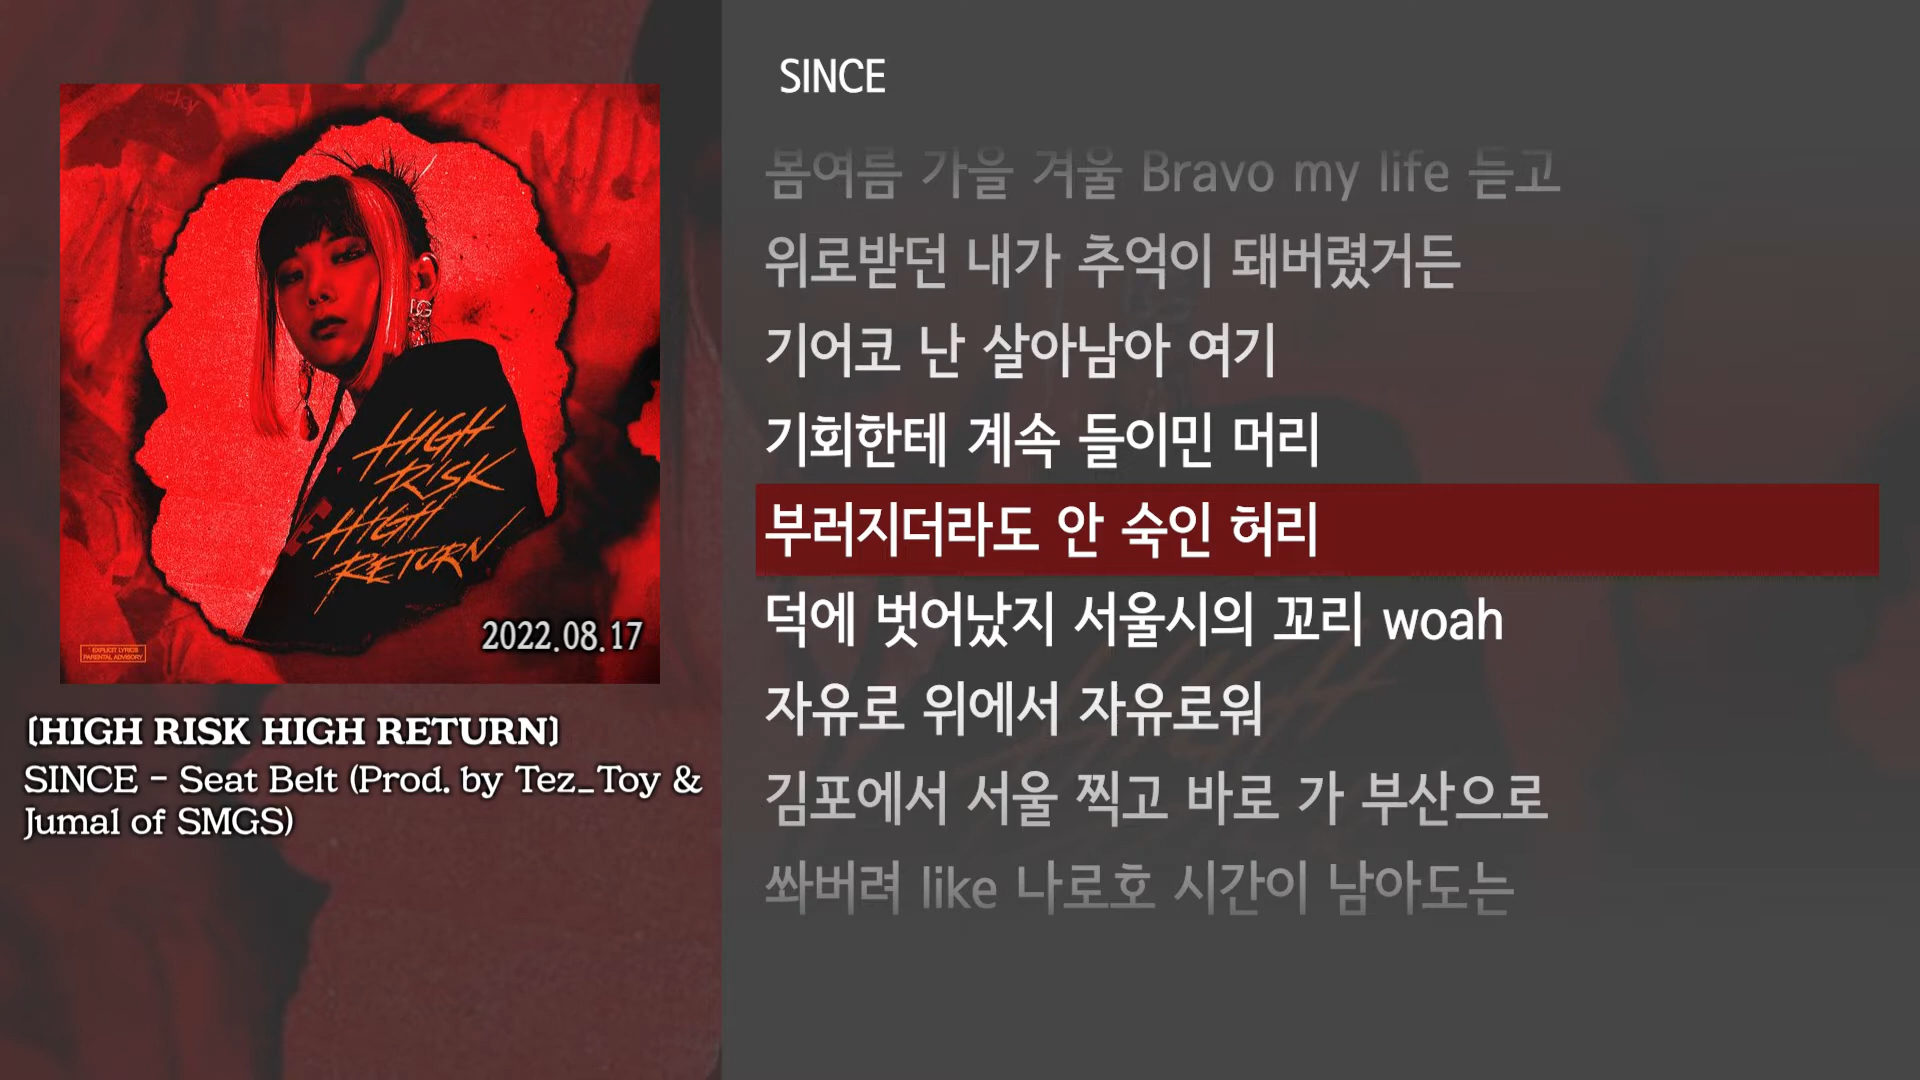 SINCE
봄여름 가을 겨울 Bravo my life 듣고
위로받던 내가 추억이 돼버렸거든
기어코 난 살아남아 여기
기회한테 계속 들이민 머리
부러지더라도 안 숙인 허리
덕에 벗어났지 서울시의 꼬리 woah
자유로 위에서 자유로워
김포에서 서울 찍고 바로 가 부산으로
쏴버려 like 나로호 시간이 남아도는
HIGH
RISK
HIGH
RETURN
2022.08.17
EXPLICIT LYRICS
PARENTAL ADVISORY
[HIGH RISK HIGH RETURN]
SINCE - Seat Belt (Prod. by Tez_Toy &
Jumal of SMGS)